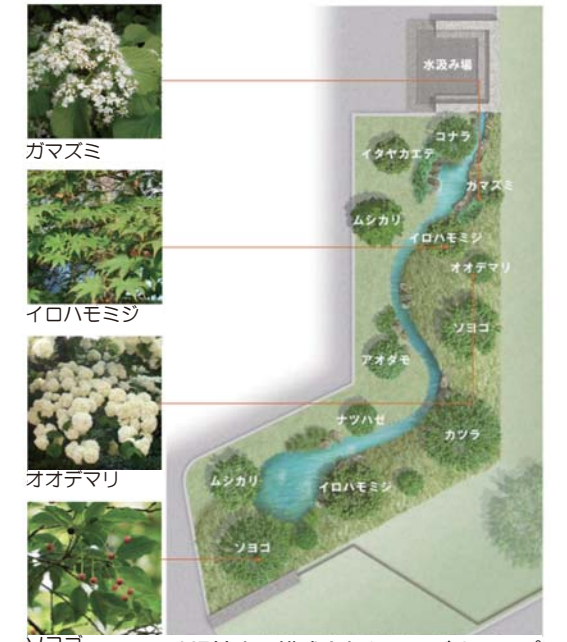 ガマズミ
イロハモミジ
オオデマリ
ソヨゴ
水汲み場
コナラ
イタヤカエデ
ガマズミ
ムシカリ
イロハモミジ
オオデマリ
ソヨゴ
アオダモ
ナツハゼ
カツラ
ムシカリ
イロハモミジ
ソヨゴ